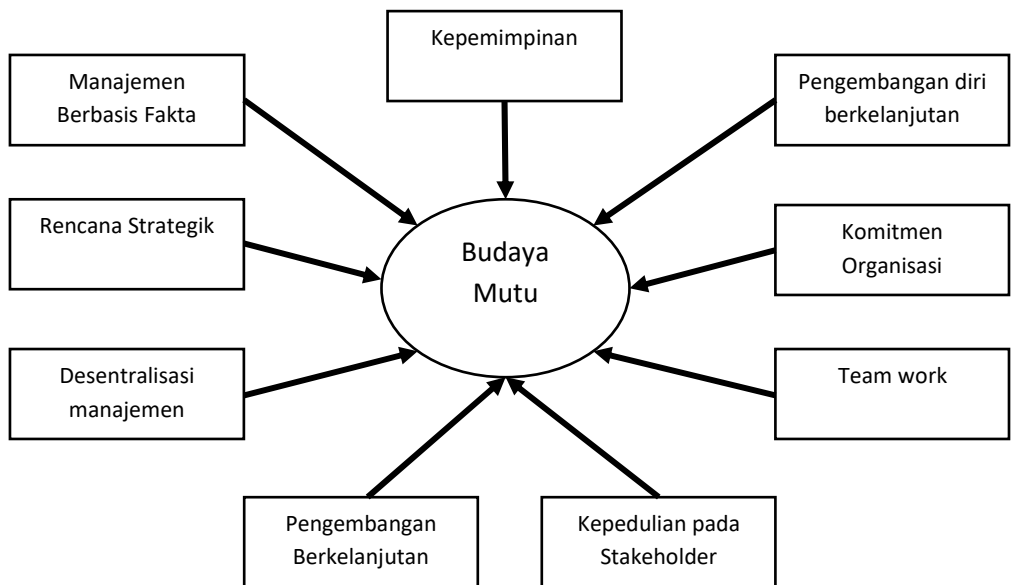 Kepemimpinan
Manajemen
Berbasis Fakta
Pengembangan diri
berkelanjutan
Rencana Strategik
Budaya
Mutu
Komitmen
Organisasi
Desentralisasi
manajemen
Team work
Pengembangan
Berkelanjutan
Kepedulian pada
Stakeholder